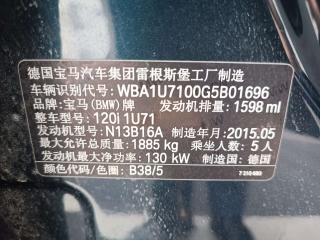 德国宝马汽车集团雷根斯堡工厂制造
车辆识别代号: WBA1U7100G5B01696
品牌: 宝马(BMW)牌 发动机排量: 1598 ml
整车型号: 120i 1U71
发动机型号: N13B16A 制造年月: 2015.05
最大允许总质量: 1885 kg 乘坐人数: 5人
发动机最大净功率: 130 kW 制造国: 德国
颜色代码/色圈: B38/5